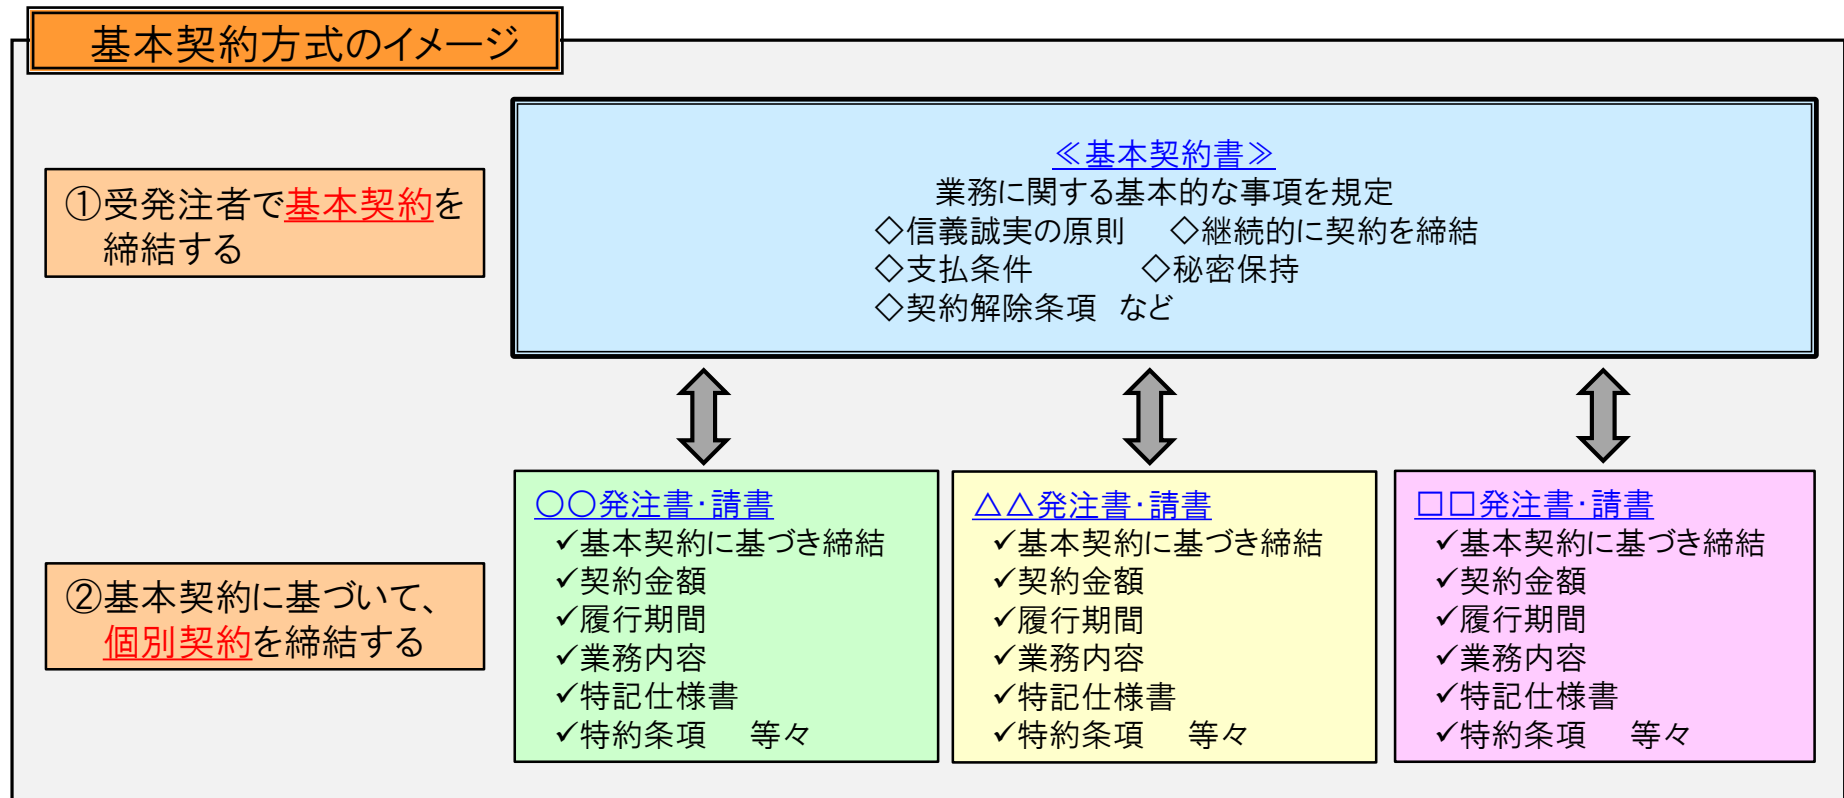 基本契約方式のイメージ
①受発注者で基本契約を
締結する
≪基本契約書≫
業務に関する基本的な事項を規定
◇信義誠実の原則　◇継続的に契約を締結
◇支払条件　◇秘密保持
◇契約解除条項　など
②基本契約に基づいて、
個別契約を締結する
○○発注書･請書
✓基本契約に基づき締結
✓契約金額
✓履行期間
✓業務内容
✓特記仕様書
✓特約条項　等々
△△発注書･請書
✓基本契約に基づき締結
✓契約金額
✓履行期間
✓業務内容
✓特記仕様書
✓特約条項　等々
□□発注書･請書
✓基本契約に基づき締結
✓契約金額
✓履行期間
✓業務内容
✓特記仕様書
✓特約条項　等々